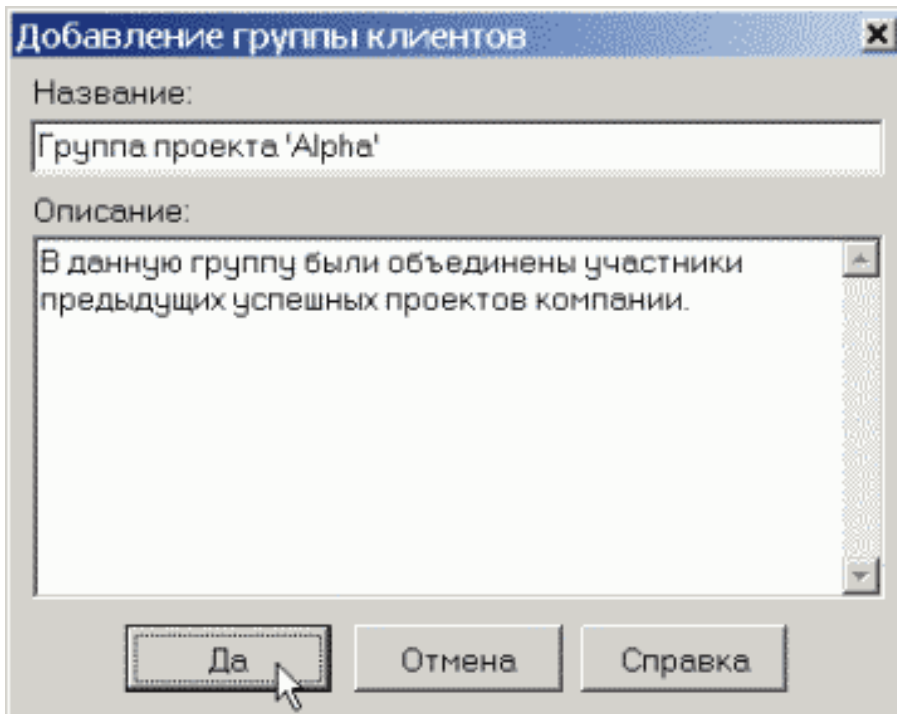 Добавление группы клиентов
Название:
Группа проекта 'Alpha'
Описание:
В данную группу были объединены участники
предыдущих успешных проектов компании.
Да
Отмена
Справка